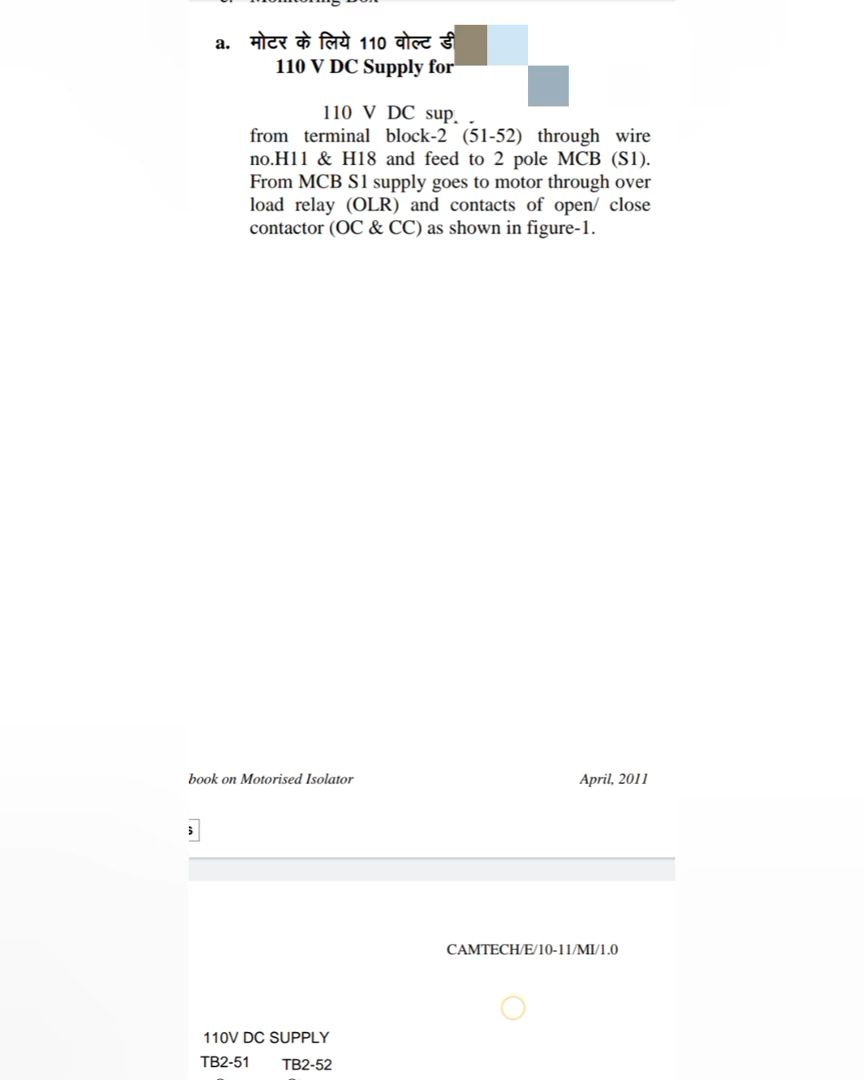 a. मोटर के लिये 110 वोल्ट
110 V DC Supply for
110 V DC
from terminal block-2 (51-52) through wire
no.H11 & H18 and feed to 2 pole MCB (S1).
From MCB S1 supply goes to motor through over
load relay (OLR) and contacts of open/ close
contactor (OC & CC) as shown in figure-1.
book on Motorised Isolator April, 2011
CAMTECH/E/10-11/MI/1.0
110V DC SUPPLY
TB2-51 TB2-52